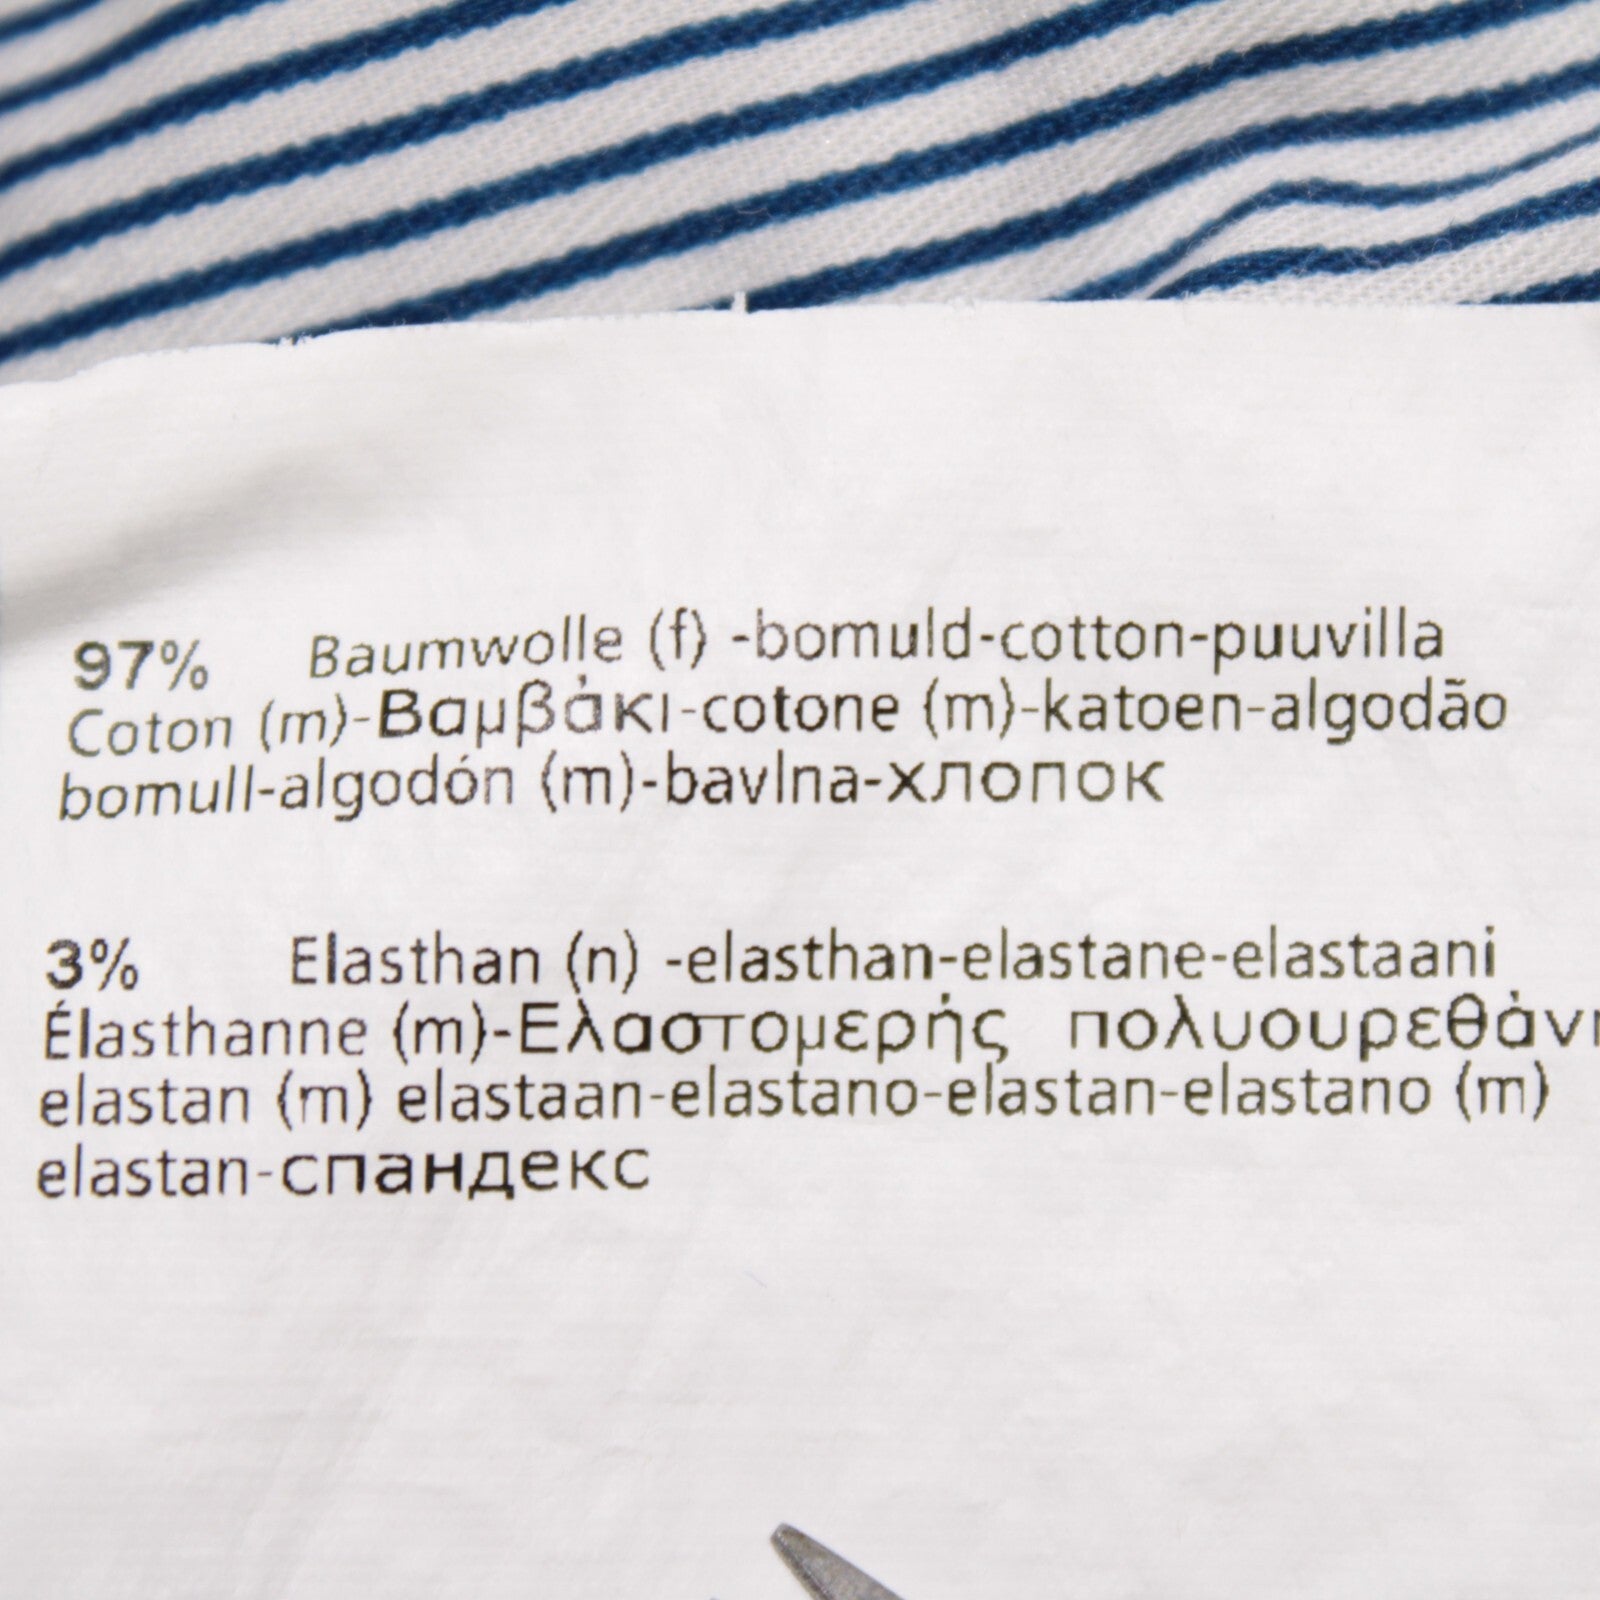 97% Baumwolle (f) -bomuld-cotton-puuvilla
Coton (m)-Βαμβάκι-cotone (m)-katoen-algodão
bomull-algodón (m)-bavlna-хлопок
3% Elasthan (n) -elasthan-elastane-elastaani
Élasthanne (m)-Ελαστομερής
elastan (m) elastaan-elastano-elastan-elastano (m)
elastan-спандекс